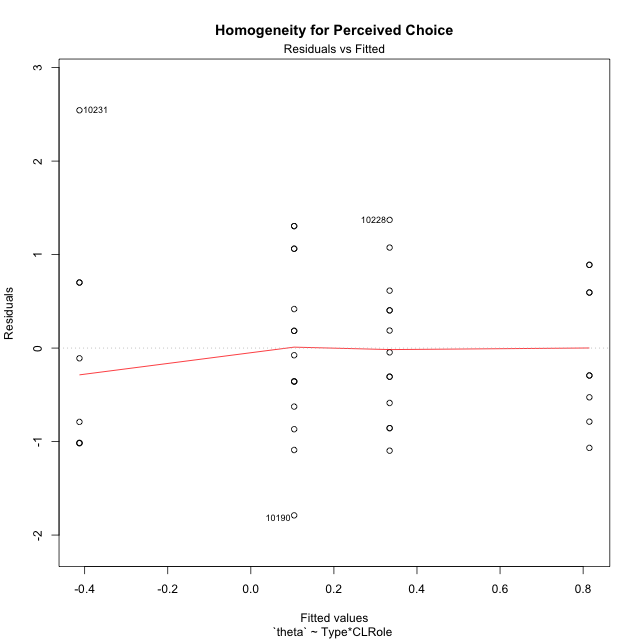 Homogeneity for Perceived Choice
Residuals vs Fitted
3
2
1
0
-1
-2
Residuals
10231
10228
10190
-0.4 -0.2 0.0 0.2 0.4 0.6 0.8
Fitted values
`theta` ~ Type*CLRole